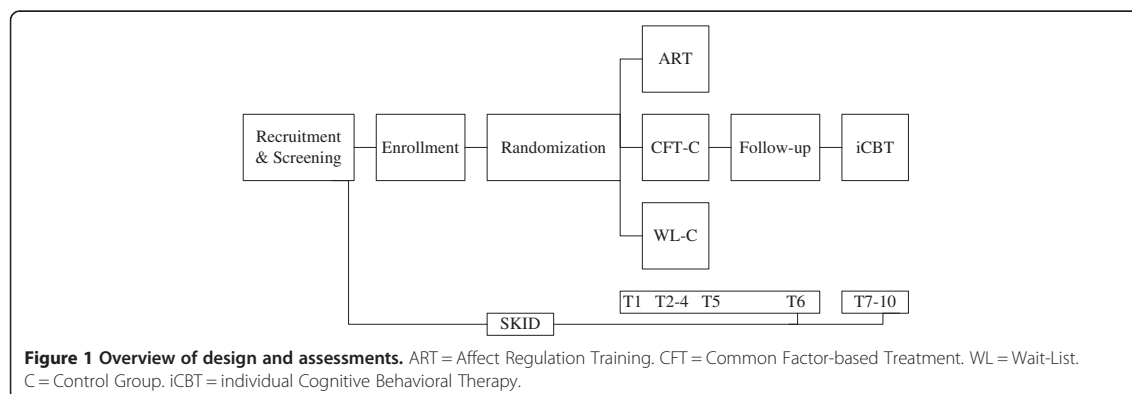 ART
Recruitment
& Screening
Enrollment
Randomization
CFT-C
Follow-up
iCBT
WL-C
T1 T2-4 T5 T6
T7-10
SKID
Figure 1 Overview of design and assessments. ART = Affect Regulation Training. CFT = Common Factor-based Treatment. WL = Wait-List.
C = Control Group. iCBT = individual Cognitive Behavioral Therapy.